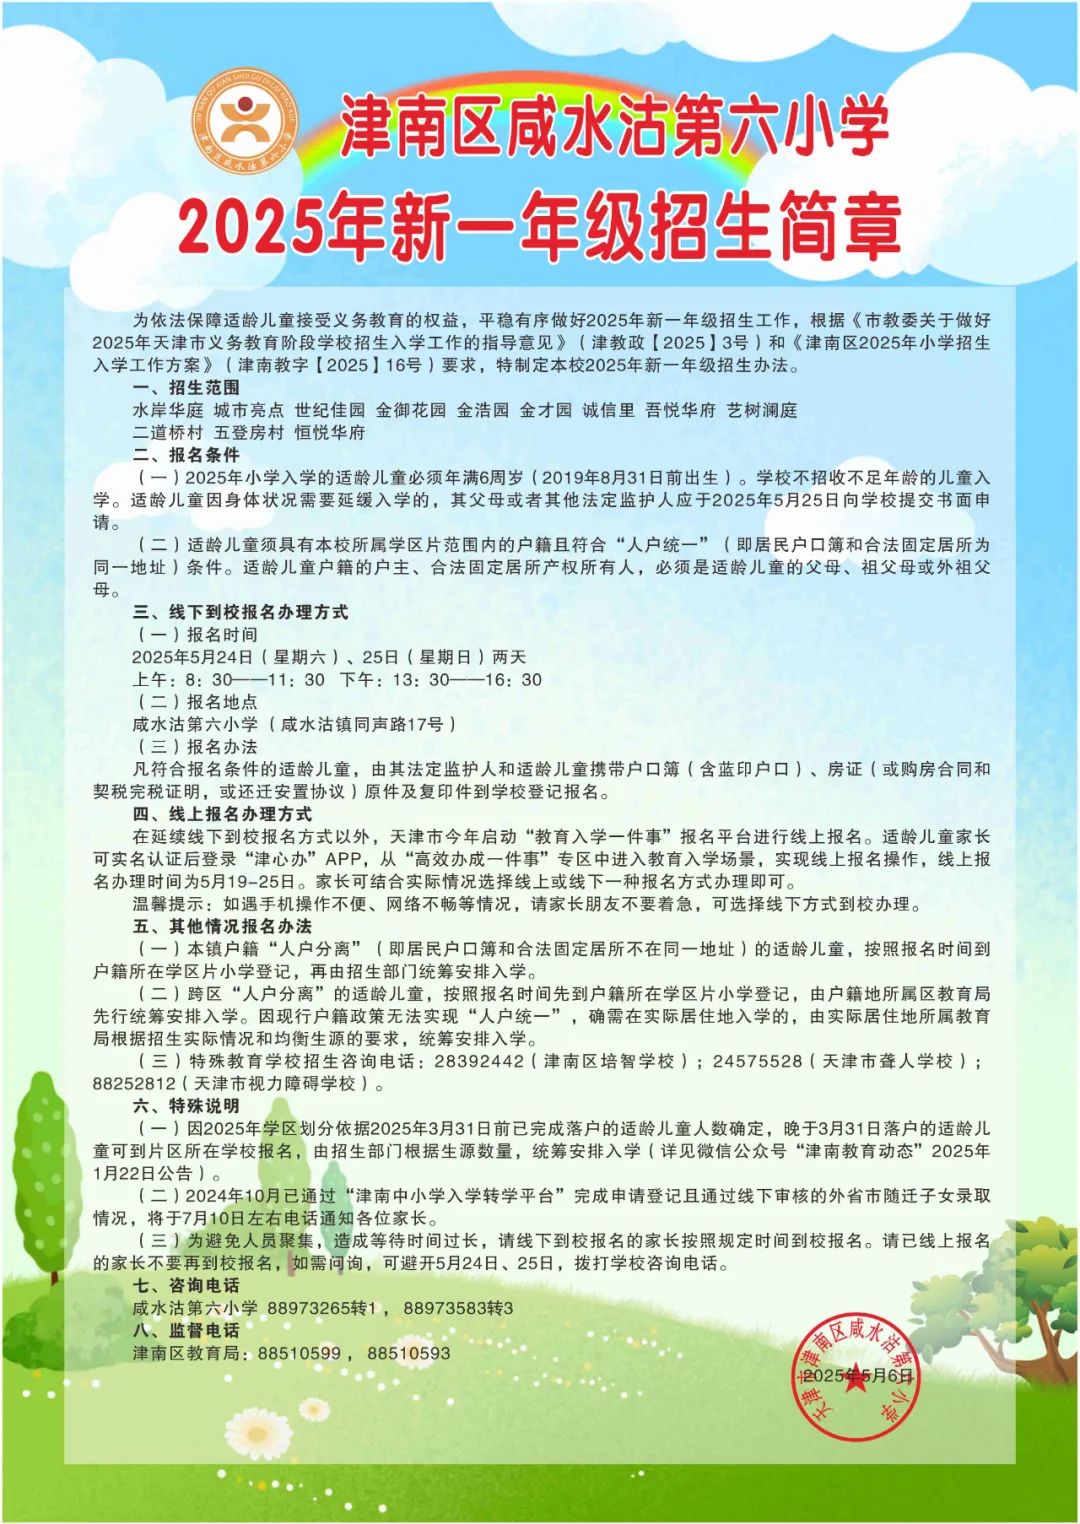 JIN NAN QU XIAN SHUI GU DI LIU XIAO XUE
津南区咸水沽第六小学
津南区咸水沽第六小学
2025年新一年级招生简章
为依法保障适龄儿童接受义务教育的权益，平稳有序做好2025年新一年级招生工作，根据《市教委关于做好
2025年天津市义务教育阶段学校招生入学工作的指导意见》（津教政【2025】3号）和《津南区2025年小学招生
入学工作方案》（津南教字【2025】16号）要求，特制定本校2025年新一年级招生办法。
一、招生范围
水岸华庭 城市亮点 世纪佳园 金御花园 金浩园 金才园 诚信里 吾悦华府 艺树澜庭
二道桥村 五登房村 恒悦华府
二、报名条件
（一）2025年小学入学的适龄儿童必须年满6周岁（2019年8月31日前出生）。学校不招收不足年龄的儿童入
学。适龄儿童因身体状况需要延缓入学的，其父母或者其他法定监护人应于2025年5月25日向学校提交书面申
请。
（二）适龄儿童须具有本校所属学区片范围内的户籍且符合“人户统一”（即居民户口簿和合法固定居所为
同一地址）条件。适龄儿童户籍的户主、合法固定居所产权所有人，必须是适龄儿童的父母、祖父母或外祖父
母。
三、线下到校报名办理方式
（一）报名时间
2025年5月24日（星期六）、25日（星期日）两天
上午：8：30——11：30 下午：13：30——16：30
（二）报名地点
咸水沽第六小学（咸水沽镇同声路17号）
（三）报名办法
凡符合报名条件的适龄儿童，由其法定监护人和适龄儿童携带户口簿（含蓝印户口）、房证（或购房合同和
契税完税证明，或还迁安置协议）原件及复印件到学校登记报名。
四、线上报名办理方式
在延续线下到校报名方式以外，天津市今年启动“教育入学一件事”报名平台进行线上报名。适龄儿童家长
可实名认证后登录“津心办”APP，从“高效办成一件事”专区中进入教育入学场景，实现线上报名操作，线上报
名办理时间为5月19-25日。家长可结合实际情况选择线上或线下一种报名方式办理即可。
温馨提示：如遇手机操作不便、网络不畅等情况，请家长朋友不要着急，可选择线下方式到校办理。
五、其他情况报名办法
（一）本镇户籍“人户分离”（即居民户口簿和合法固定居所不在同一地址）的适龄儿童，按照报名时间到
户籍所在学区片小学登记，再由招生部门统筹安排入学。
（二）跨区“人户分离”的适龄儿童，按照报名时间先到户籍所在学区片小学登记，由户籍地所属区教育局
先行统筹安排入学。因现行户籍政策无法实现“人户统一”，确需在实际居住地入学的，由实际居住地所属教育
局根据招生实际情况和均衡生源的要求，统筹安排入学。
（三）特殊教育学校招生咨询电话：28392442（津南区培智学校）；24575528（天津市聋人学校）；
88252812（天津市视力障碍学校）。
六、特殊说明
（一）因2025年学区划分依据2025年3月31日前已完成落户的适龄儿童人数确定，晚于3月31日落户的适龄儿
童可到片区所在学校报名，由招生部门根据生源数量，统筹安排入学（详见微信公众号“津南教育动态”2025年
1月22日公告）。
（二）2024年10月已通过“津南中小学入学转学平台”完成申请登记且通过线下审核的外省市随迁子女录取
情况，将于7月10日左右电话通知各位家长。
（三）为避免人员聚集，造成等待时间过长，请线下到校报名的家长按照规定时间到校报名。请已线上报名
的家长不要再到校报名，如需问询，可避开5月24日、25日，拨打学校咨询电话。
七、咨询电话
咸水沽第六小学 88973265转1 ，88973583转3
八、监督电话
津南区教育局：88510599 ，88510593
天津市津南区咸水沽第六小学
2025年5月6日